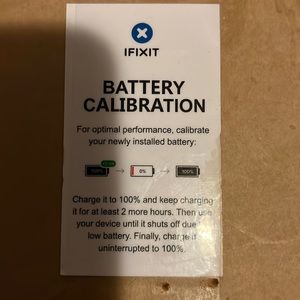 IFIXIT
BATTERY
CALIBRATION
For optimal performance, calibrate
your newly installed battery:
100% → 0% → 100%
Charge it to 100% and keep charging
it for at least 2 more hours. Then use
your device until it shuts off due
low battery. Finally, charge it
uninterrupted to 100%.